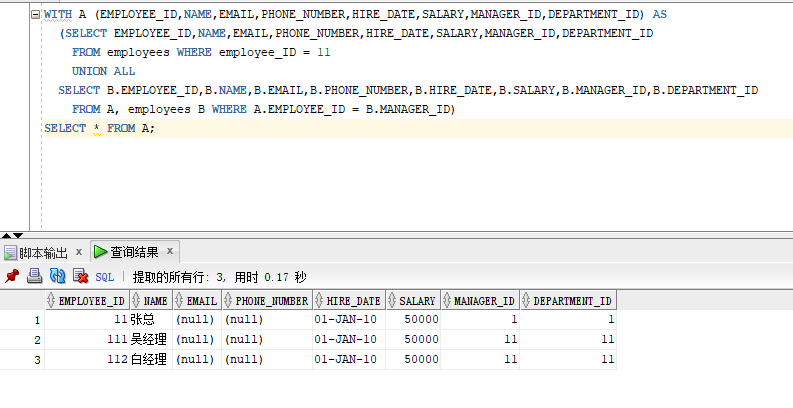 WITH A (EMPLOYEE_ID,NAME,EMAIL,PHONE_NUMBER,HIRE_DATE,SALARY,MANAGER_ID,DEPARTMENT_ID) AS
(SELECT EMPLOYEE_ID,NAME,EMAIL,PHONE_NUMBER,HIRE_DATE,SALARY,MANAGER_ID,DEPARTMENT_ID
FROM employees WHERE employee_ID = 11
UNION ALL
SELECT B.EMPLOYEE_ID,B.NAME,B.EMAIL,B.PHONE_NUMBER,B.HIRE_DATE,B.SALARY,B.MANAGER_ID,B.DEPARTMENT_ID
FROM A, employees B WHERE A.EMPLOYEE_ID = B.MANAGER_ID)
SELECT * FROM A;
脚本输出 x 查询结果 x
SQL | 提取的所有行: 3, 用时 0.17 秒
EMPLOYEE_ID NAME EMAIL PHONE_NUMBER HIRE_DATE SALARY MANAGER_ID DEPARTMENT_ID
1 11 张总 (null) (null) 01-JAN-10 50000 1 1
2 111 吴经理 (null) (null) 01-JAN-10 50000 11 11
3 112 白经理 (null) (null) 01-JAN-10 50000 11 11